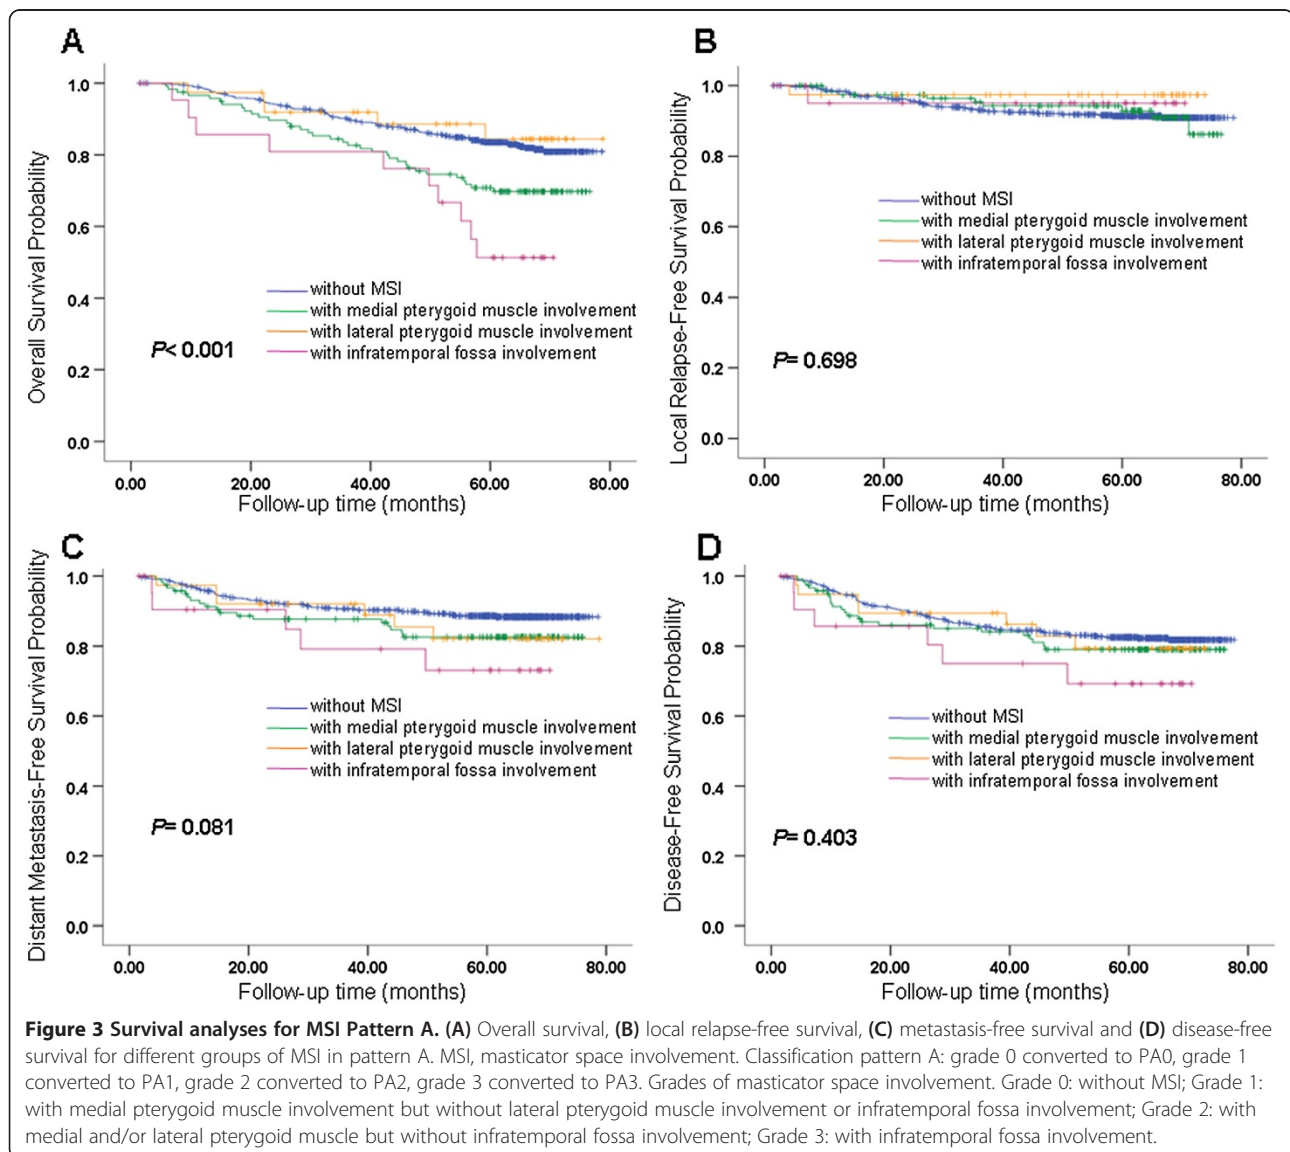 A
1.0
0.8
0.6
0.4
0.2
0.0
Overall Survival Probability
without MSI
with medial pterygoid muscle involvement
with lateral pterygoid muscle involvement
with infratemporal fossa involvement
P< 0.001
0.00 20.00 40.00 60.00 80.00
Follow-up time (months)
B
1.0
0.8
0.6
0.4
0.2
0.0
Local Relapse-Free Survival Probability
without MSI
with medial pterygoid muscle involvement
with lateral pterygoid muscle involvement
with infratemporal fossa involvement
P= 0.698
0.00 20.00 40.00 60.00 80.00
Follow-up time (months)
C
1.0
0.8
0.6
0.4
0.2
0.0
Distant Metastasis-Free Survival Probability
without MSI
with medial pterygoid muscle involvement
with lateral pterygoid muscle involvement
with infratemporal fossa involvement
P= 0.081
0.00 20.00 40.00 60.00 80.00
Follow-up time (months)
D
1.0
0.8
0.6
0.4
0.2
0.0
Disease-Free Survival Probability
without MSI
with medial pterygoid muscle involvement
with lateral pterygoid muscle involvement
with infratemporal fossa involvement
P= 0.403
0.00 20.00 40.00 60.00 80.00
Follow-up time (months)
Figure 3 Survival analyses for MSI Pattern A. (A) Overall survival, (B) local relapse-free survival, (C) metastasis-free survival and (D) disease-free
survival for different groups of MSI in pattern A. MSI, masticator space involvement. Classification pattern A: grade 0 converted to PA0, grade 1
converted to PA1, grade 2 converted to PA2, grade 3 converted to PA3. Grades of masticator space involvement. Grade 0: without MSI; Grade 1:
with medial pterygoid muscle involvement but without lateral pterygoid muscle involvement or infratemporal fossa involvement; Grade 2: with
medial and/or lateral pterygoid muscle but without infratemporal fossa involvement; Grade 3: with infratemporal fossa involvement.